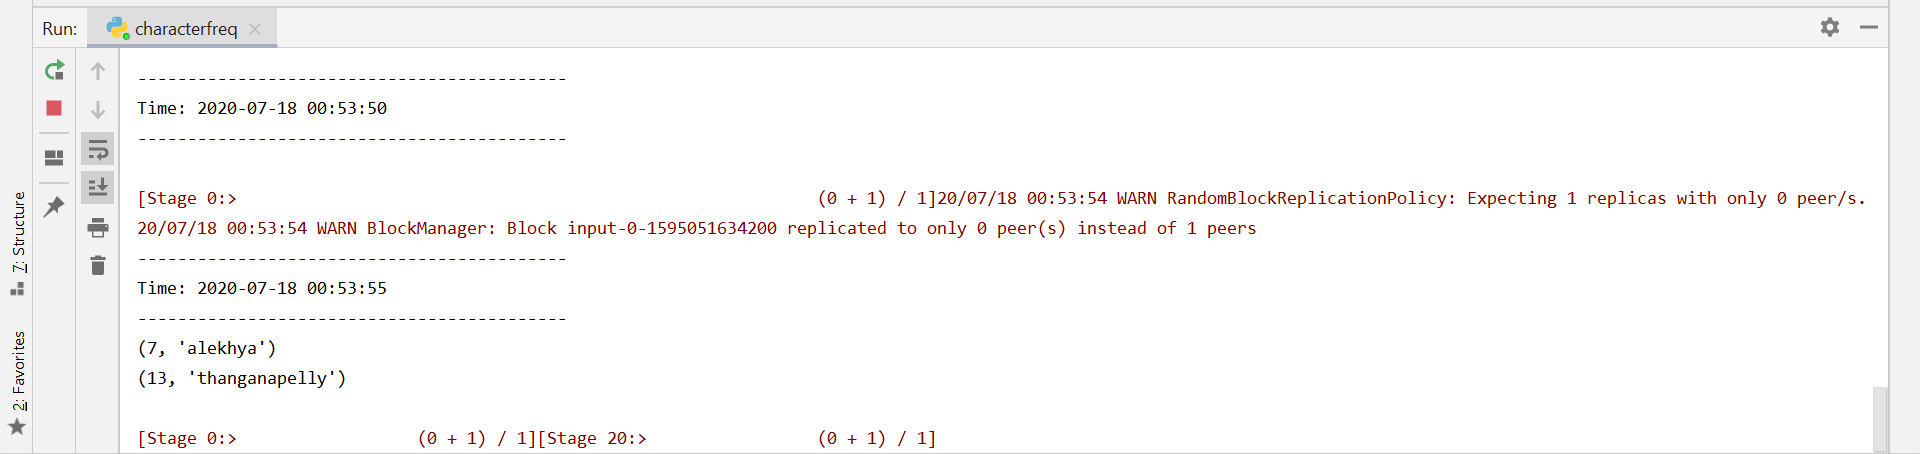 Run: characterfreq
-------------------------------------------
Time: 2020-07-18 00:53:50
-------------------------------------------
[Stage 0:> (0 + 1) / 1]20/07/18 00:53:54 WARN RandomBlockReplicationPolicy: Expecting 1 replicas with only 0 peer/s.
20/07/18 00:53:54 WARN BlockManager: Block input-0-1595051634200 replicated to only 0 peer(s) instead of 1 peers
-------------------------------------------
Time: 2020-07-18 00:53:55
-------------------------------------------
(7, 'alekhya')
(13, 'thanganapelly')
[Stage 0:> (0 + 1) / 1][Stage 20:> (0 + 1) / 1]
7: Structure
2: Favorites